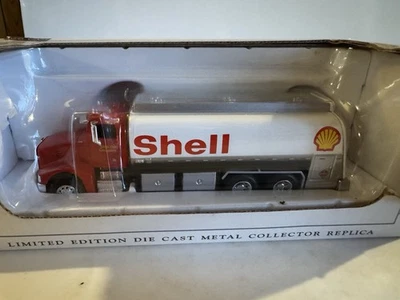 Shell
LIMITED EDITION DIE CAST METAL COLLECTOR REPLICA